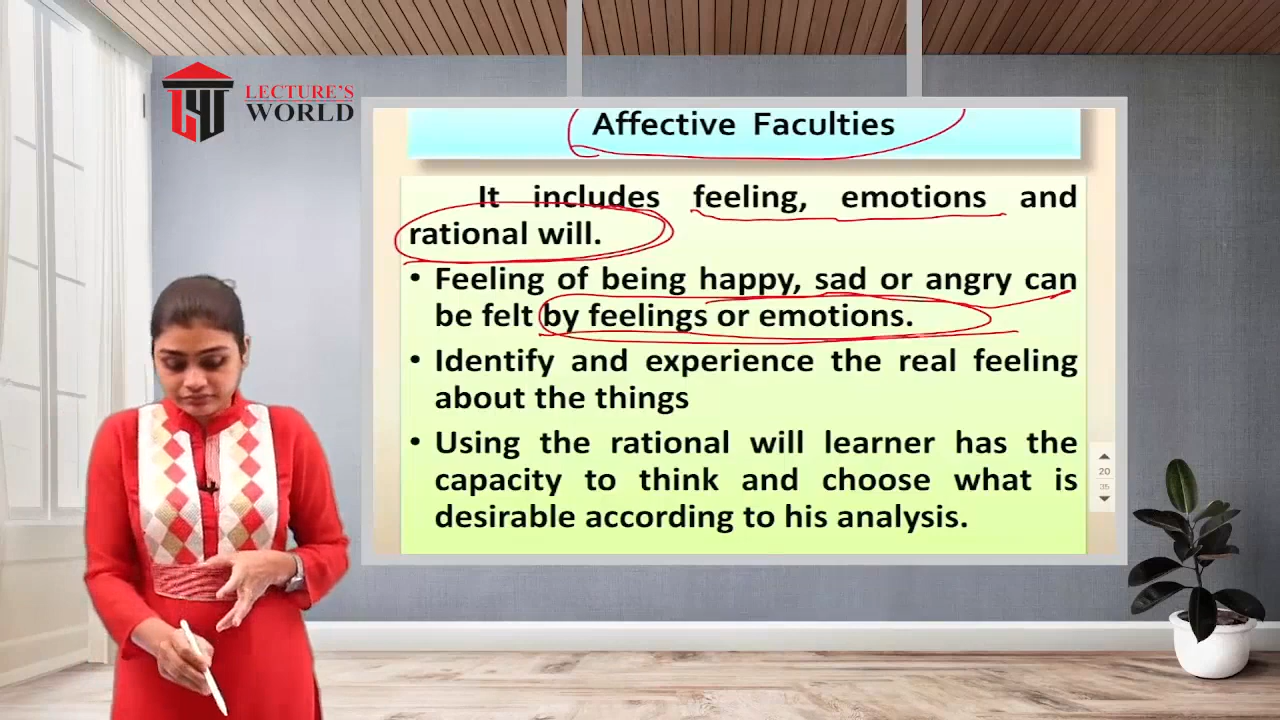 LECTURE'S
WORLD
Affective Faculties
It includes feeling, emotions and
rational will.
• Feeling of being happy, sad or angry can
be felt by feelings or emotions.
• Identify and experience the real feeling
about the things
• Using the rational will learner has the
capacity to think and choose what is
desirable according to his analysis.
20
35